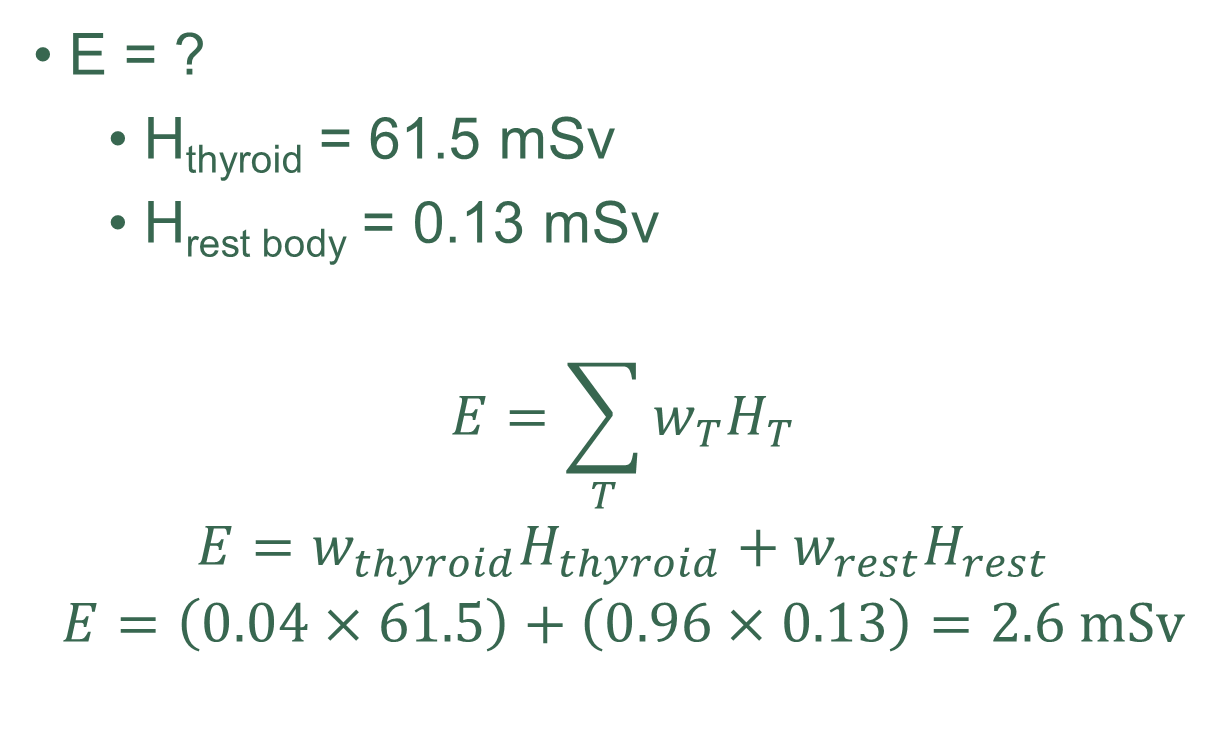 • E = ?
• H_thyroid = 61.5 mSv
• H_rest body = 0.13 mSv
E = ∑_T w_T H_T
E = w_thyroid H_thyroid + w_rest H_rest
E = (0.04 × 61.5) + (0.96 × 0.13) = 2.6 mSv